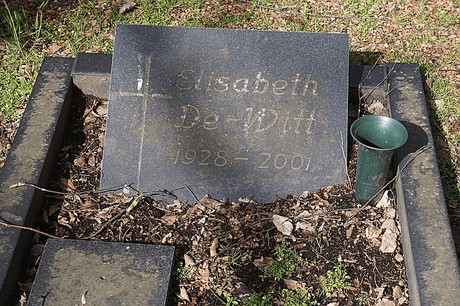 Elisabeth
De-Witt
1928 - 2001